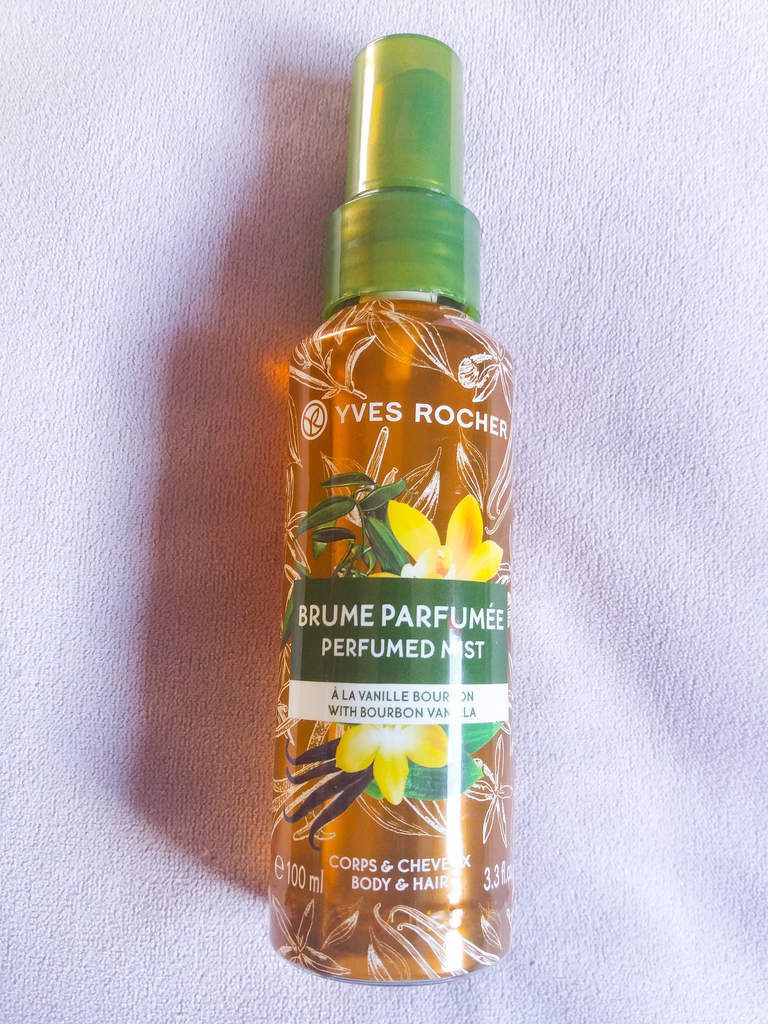 YVES ROCHER
BRUME PARFUMÉE
PERFUMED MIST
À LA VANILLE BOURBON
WITH BOURBON VANILLA
CORPS & CHEVEUX
BODY & HAIR
e 100 ml
3.3 fl.